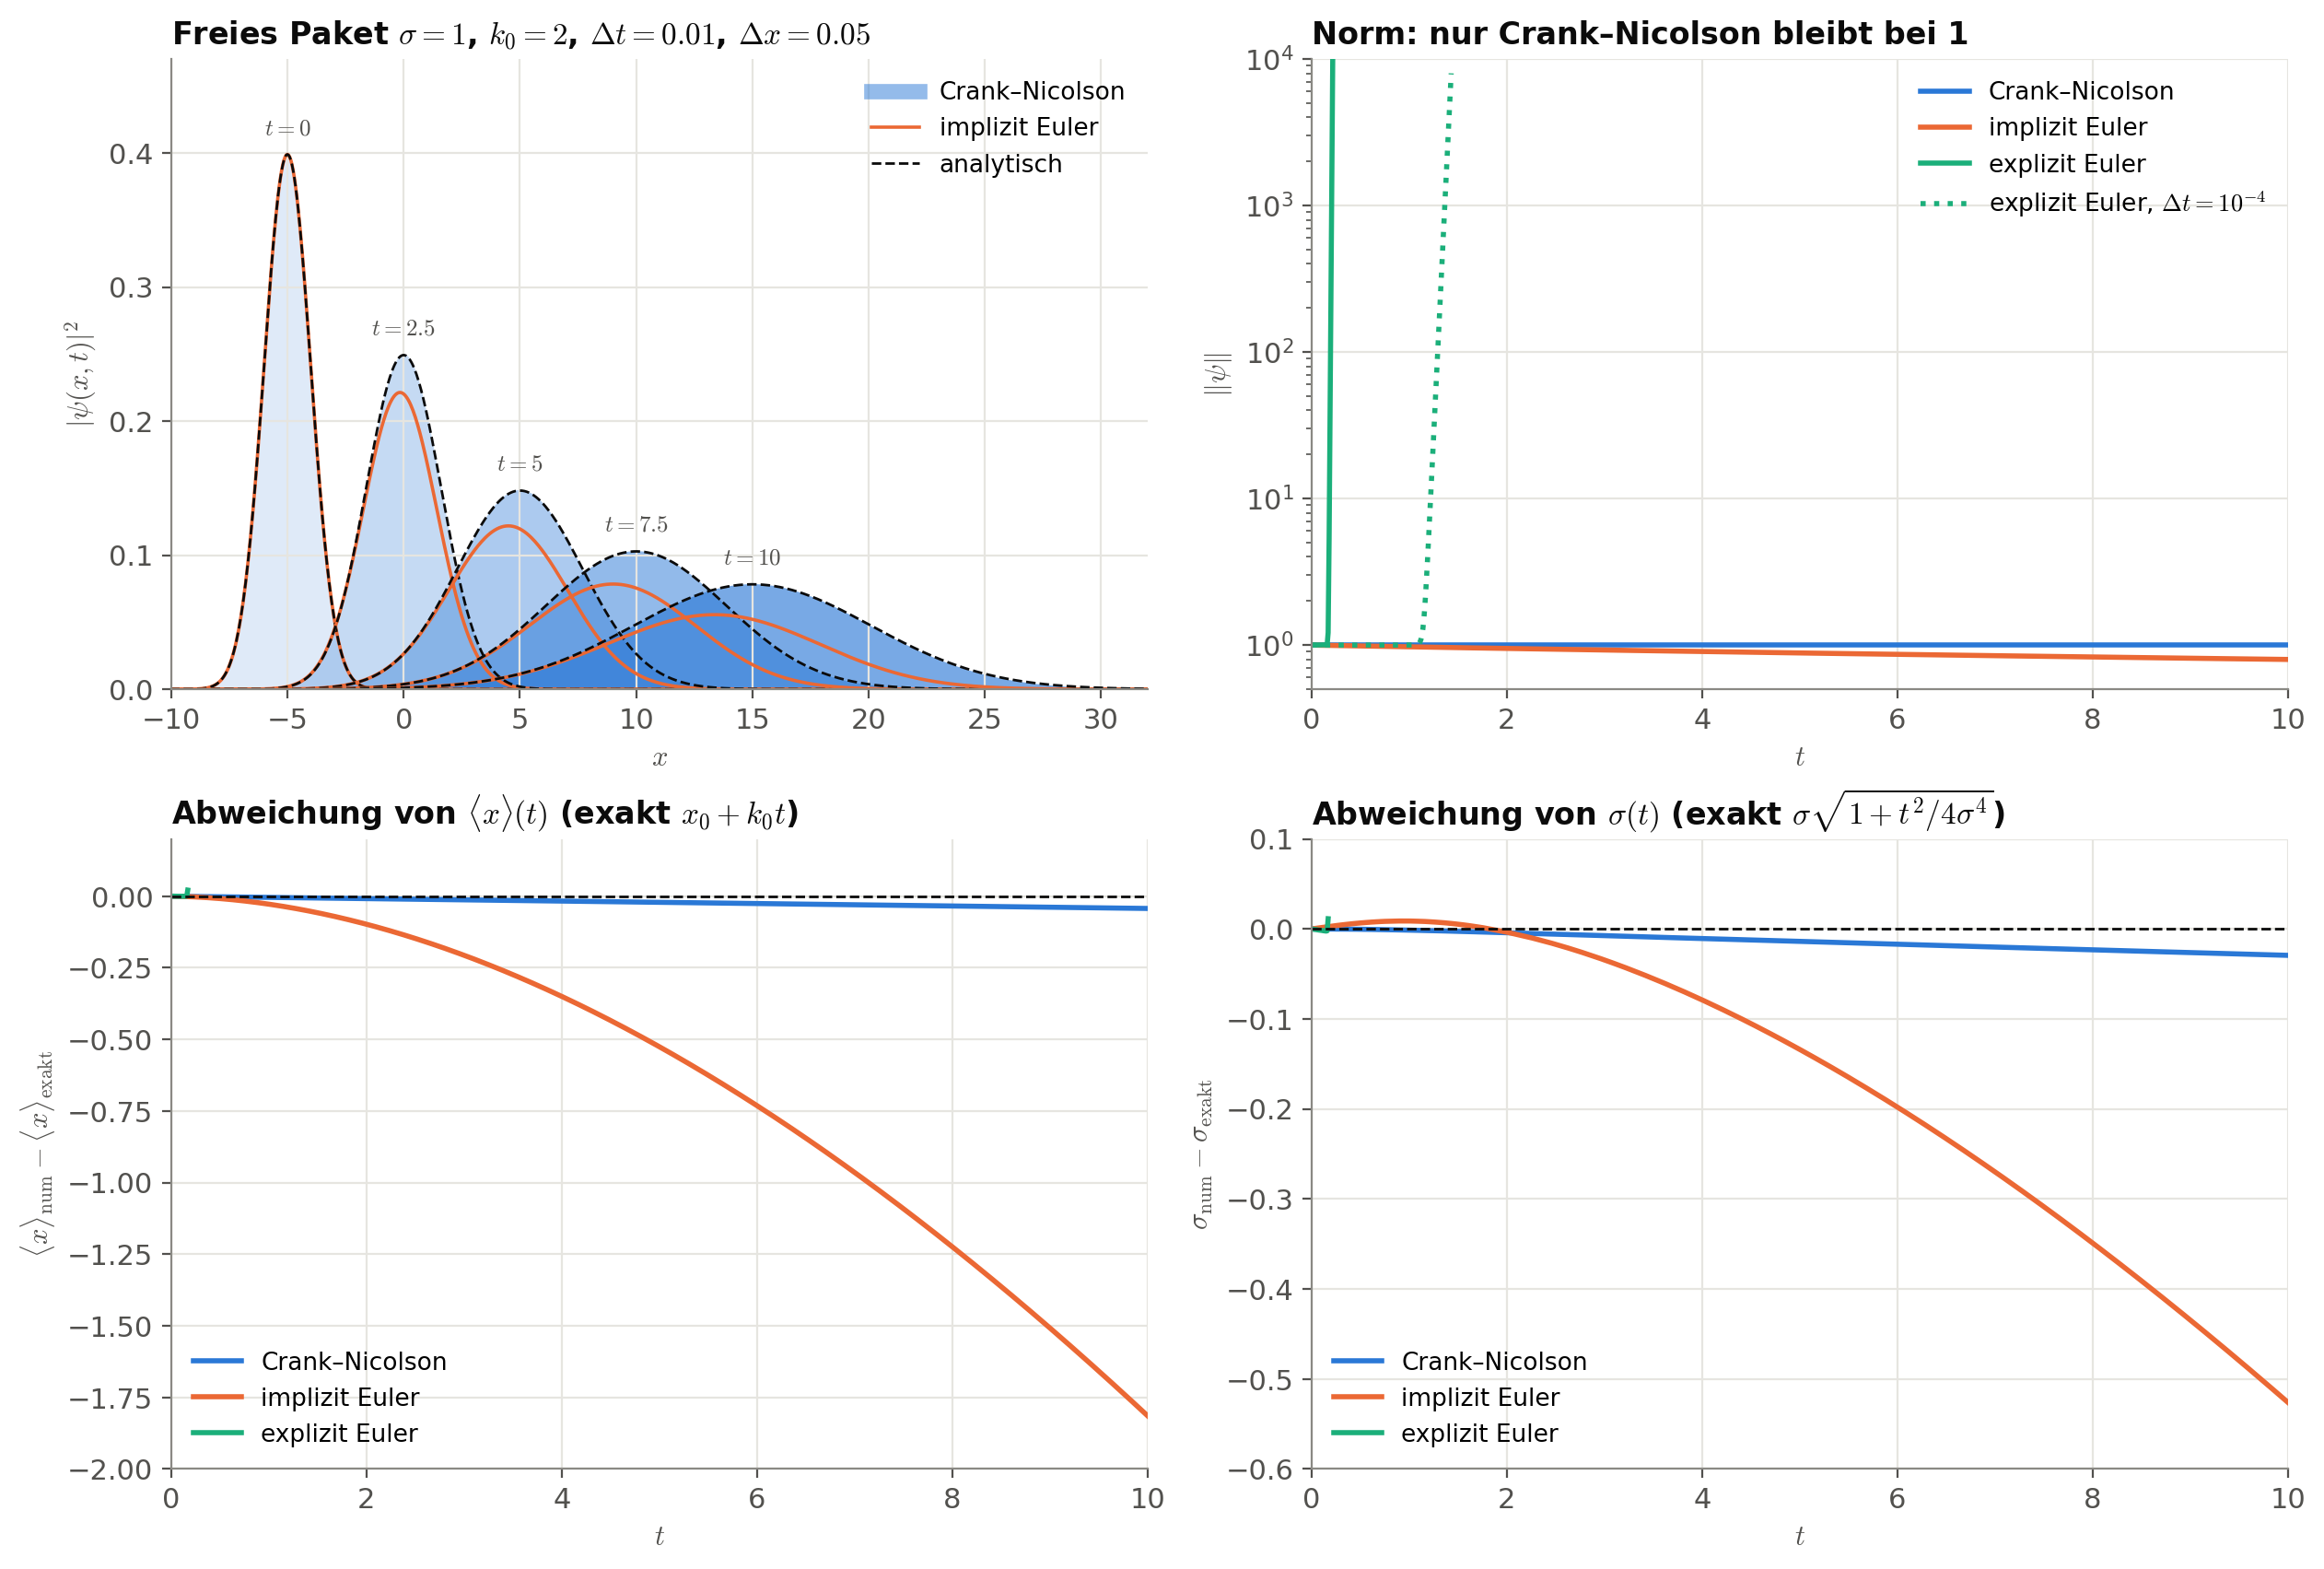 Freies Paket σ = 1, k₀ = 2, Δt = 0.01, Δx = 0.05
|ψ(x, t)|²
0.4
0.3
0.2
0.1
0.0
t = 0
t = 2.5
t = 5
t = 7.5
t = 10
Crank–Nicolson
implizit Euler
analytisch
−10 −5 0 5 10 15 20 25 30
x
Norm: nur Crank–Nicolson bleibt bei 1
‖ψ‖
10⁴
10³
10²
10¹
10⁰
Crank–Nicolson
implizit Euler
explizit Euler
explizit Euler, Δt = 10⁻⁴
0 2 4 6 8 10
t
Abweichung von ⟨x⟩(t) (exakt x₀ + k₀t)
⟨x⟩num − ⟨x⟩exakt
0.00
−0.25
−0.50
−0.75
−1.00
−1.25
−1.50
−1.75
−2.00
Crank–Nicolson
implizit Euler
explizit Euler
0 2 4 6 8 10
t
Abweichung von σ(t) (exakt σ√1 + t²/4σ⁴)
σnum − σexakt
0.1
0.0
−0.1
−0.2
−0.3
−0.4
−0.5
−0.6
Crank–Nicolson
implizit Euler
explizit Euler
0 2 4 6 8 10
t